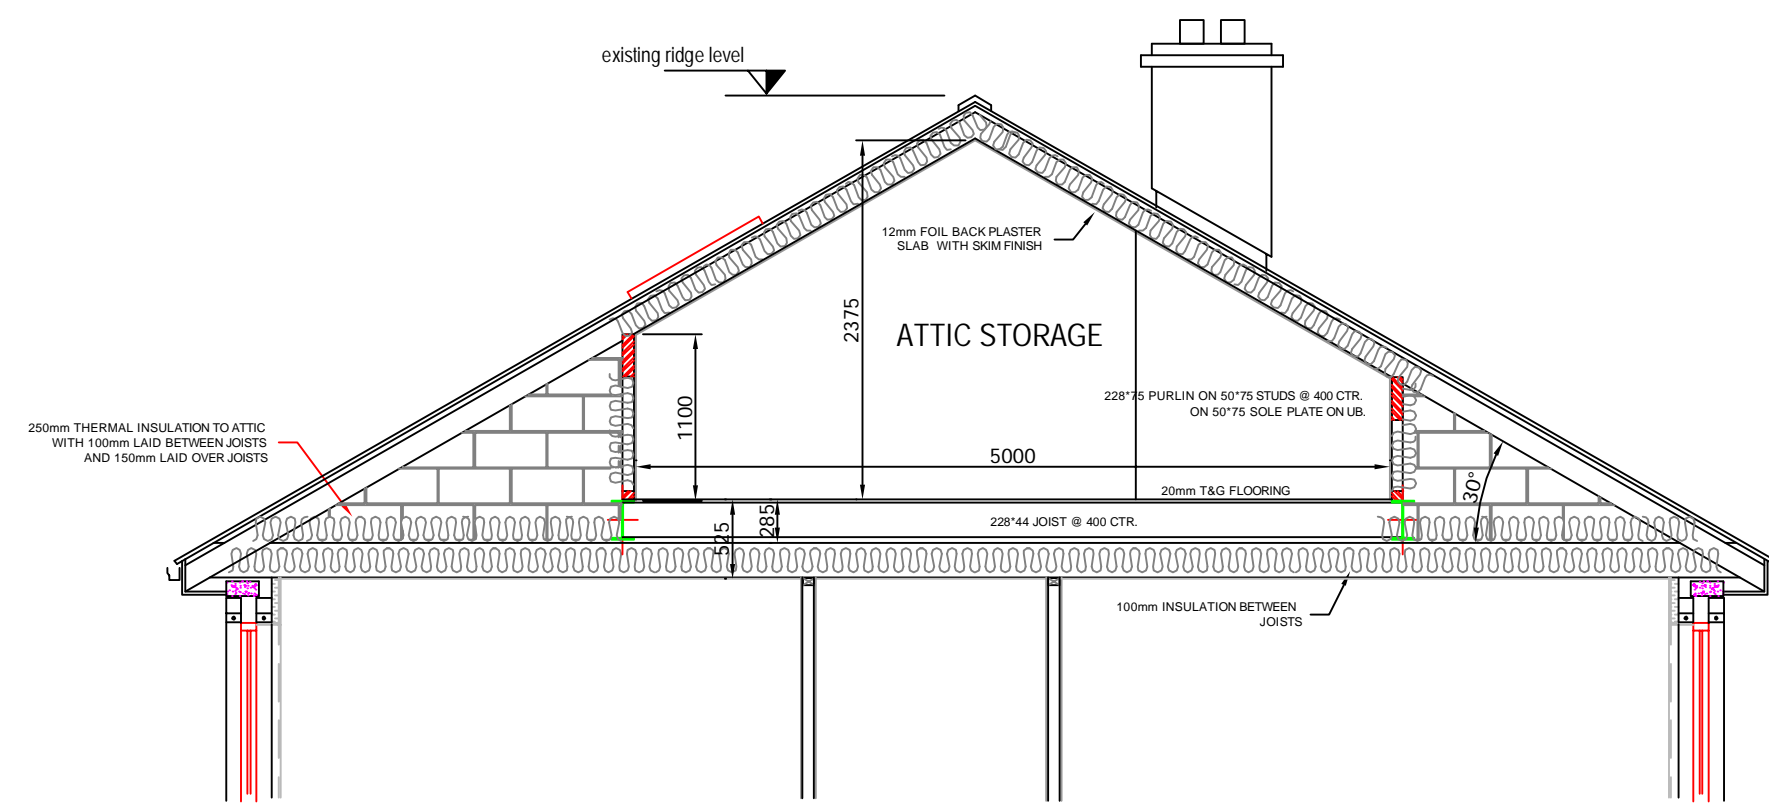 existing ridge level
12mm FOIL BACK PLASTER
SLAB WITH SKIM FINISH
2375
ATTIC STORAGE
1100
228*75 PURLIN ON 50*75 STUDS @ 400 CTR.
ON 50*75 SOLE PLATE ON UB.
250mm THERMAL INSULATION TO ATTIC
WITH 100mm LAID BETWEEN JOISTS
AND 150mm LAID OVER JOISTS
5000
30°
20mm T&G FLOORING
525
285
228*44 JOIST @ 400 CTR.
100mm INSULATION BETWEEN
JOISTS